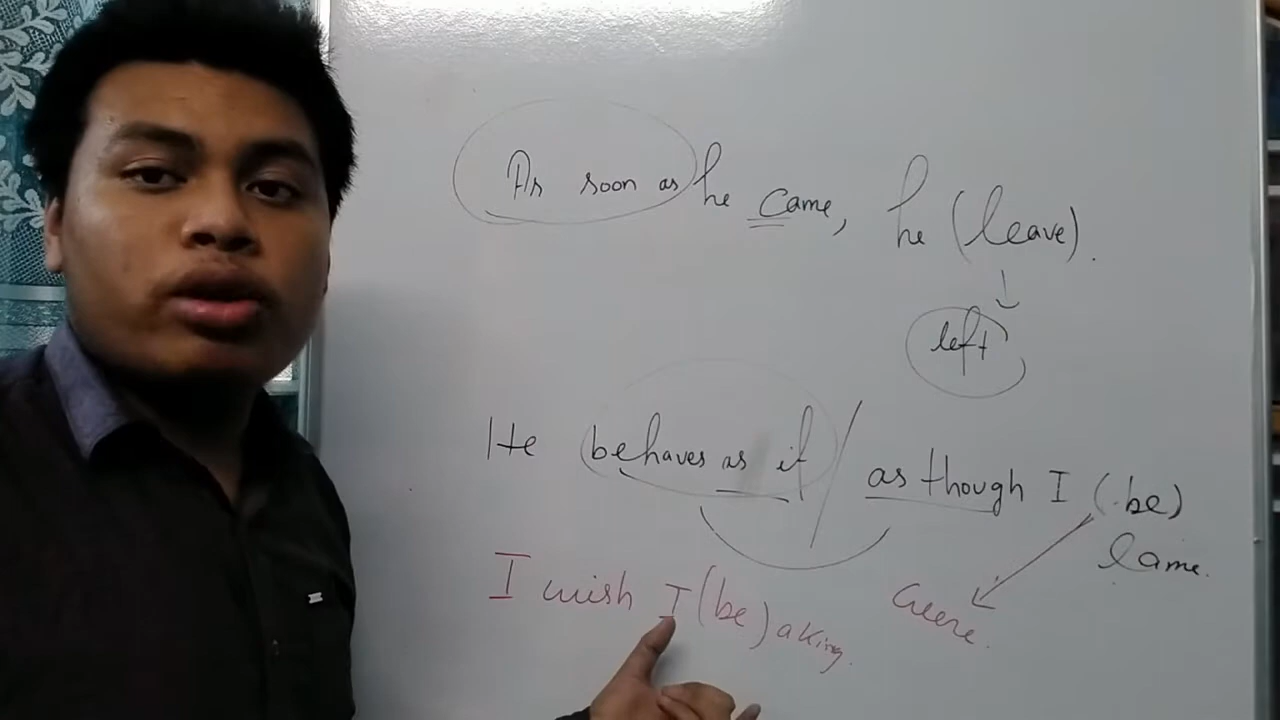 As soon as he came, he (leave).
left
He behaves as if / as though I (be)
lame.
were.
I wish I (be) a king.